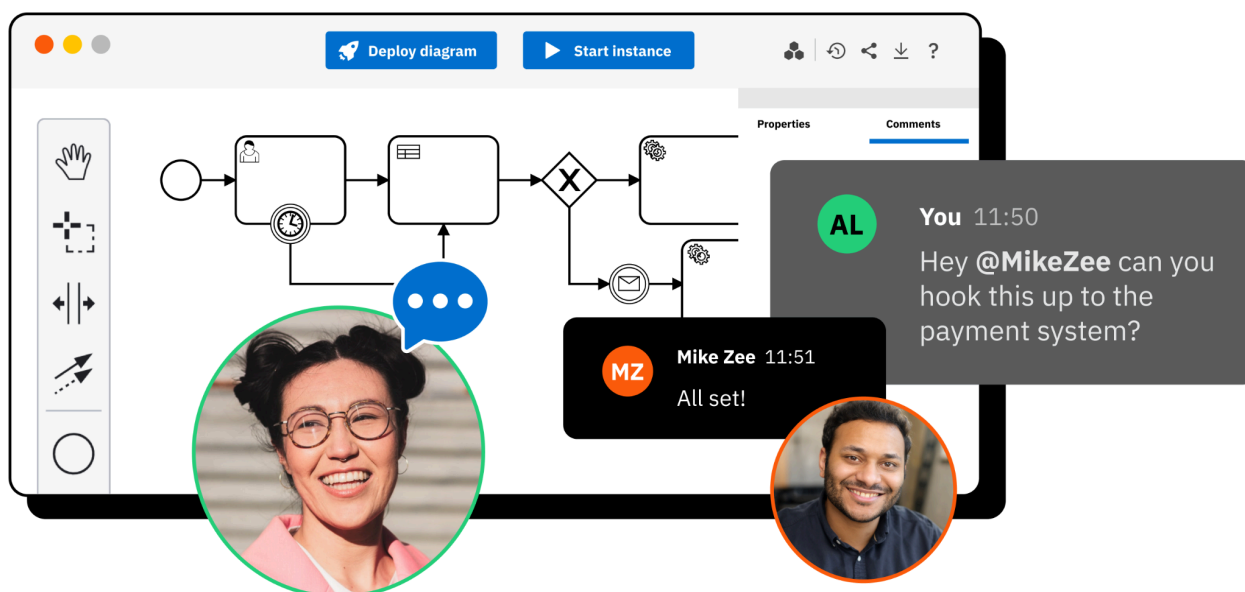 Deploy diagram
Start instance
?
Properties
Comments
X
AL
You 11:50
Hey @MikeZee can you
hook this up to the
payment system?
MZ
Mike Zee 11:51
All set!